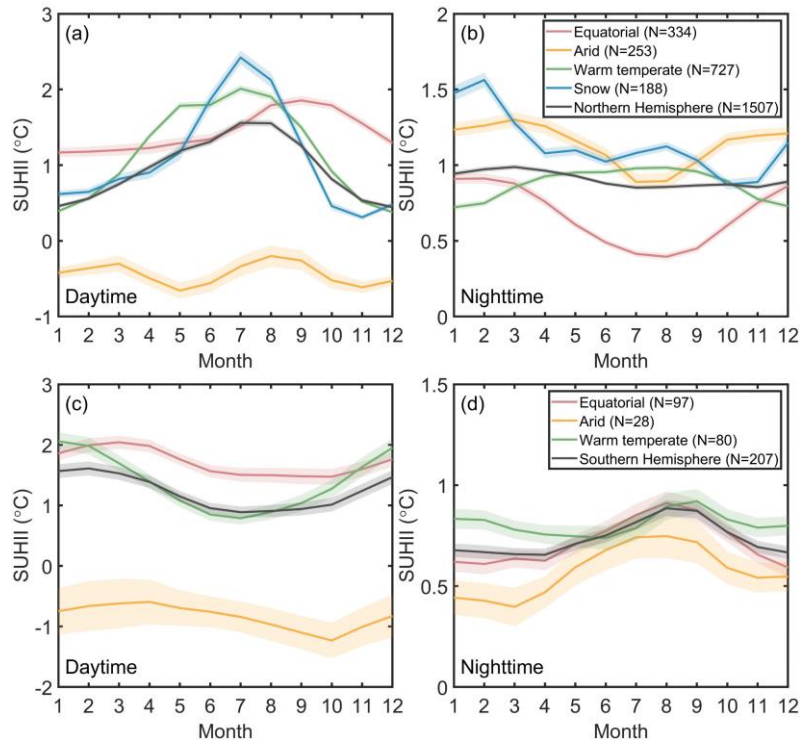 (a)
SUHII (°C)
3
2
1
0
-1
Daytime
1 2 3 4 5 6 7 8 9 10 11 12
Month
(b)
SUHII (°C)
2
1.5
1
0.5
0
Equatorial (N=334)
Arid (N=253)
Warm temperate (N=727)
Snow (N=188)
Northern Hemisphere (N=1507)
Nighttime
1 2 3 4 5 6 7 8 9 10 11 12
Month
(c)
SUHII (°C)
3
2
1
0
-1
-2
Daytime
1 2 3 4 5 6 7 8 9 10 11 12
Month
(d)
SUHII (°C)
1.5
1
0.5
0
Equatorial (N=97)
Arid (N=28)
Warm temperate (N=80)
Southern Hemisphere (N=207)
Nighttime
1 2 3 4 5 6 7 8 9 10 11 12
Month